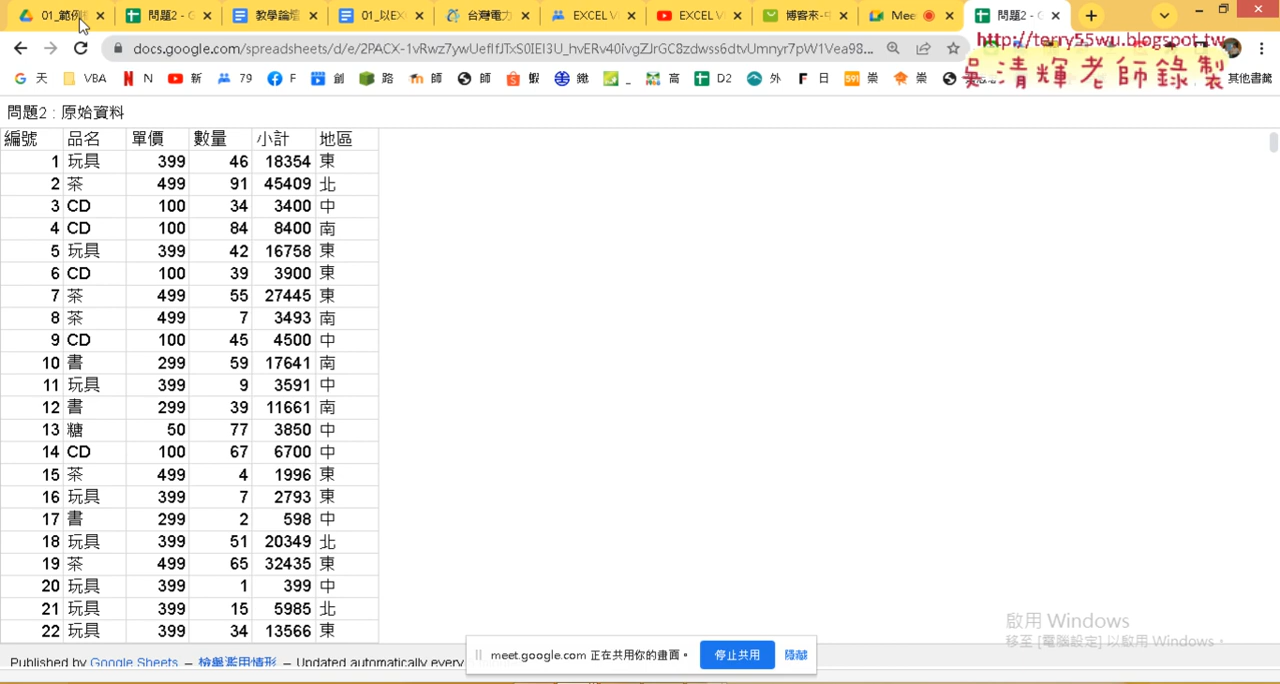 01_範例
問題2 - G
教學論壇
01_以EX
台灣電力
EXCEL V
EXCEL V
博客來-
Mee
問題2 - G
docs.google.com/spreadsheets/d/e/2PACX-1vRwz7ywUefIfJTxS0IEI3U_hvERv40ivgZJrGC8zdwss6dtvUmnyr7pW1Vea98...
http://terry55wu.blogspot.tw
吳清輝老師錄製
天
VBA
N
新
79
F
創
路
師
師
蝦
緯
高
D2
外
日
崇
崇
其他書籤
問題2 : 原始資料
編號 品名 單價 數量 小計 地區
1 玩具 399 46 18354 東
2 茶 499 91 45409 北
3 CD 100 34 3400 中
4 CD 100 84 8400 南
5 玩具 399 42 16758 東
6 CD 100 39 3900 東
7 茶 499 55 27445 東
8 茶 499 7 3493 南
9 CD 100 45 4500 中
10 書 299 59 17641 南
11 玩具 399 9 3591 中
12 書 299 39 11661 南
13 糖 50 77 3850 中
14 CD 100 67 6700 中
15 茶 499 4 1996 東
16 玩具 399 7 2793 東
17 書 299 2 598 中
18 玩具 399 51 20349 北
19 茶 499 65 32435 東
20 玩具 399 1 399 中
21 玩具 399 15 5985 北
22 玩具 399 34 13566 東
啟用 Windows
移至 [電腦設定] 以啟用 Windows。
meet.google.com 正在共用你的畫面。 停止共用 隱藏
Published by Google Sheets – 檢舉濫用情形 – Updated automatically every